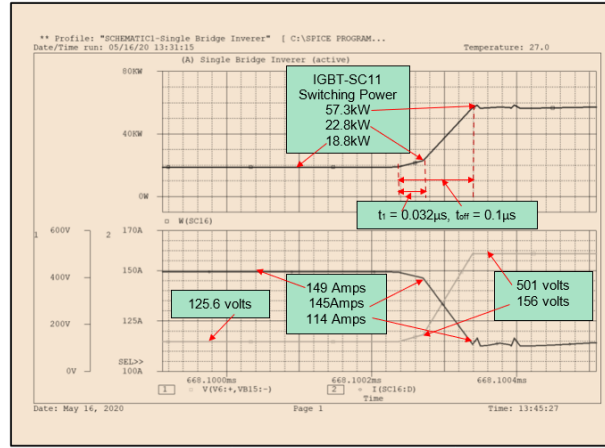 ** Profile: "SCHEMATIC1-Single Bridge Inverer" [ C:\SPICE PROGRAM...
Date/Time run: 05/16/20 13:31:15 Temperature: 27.0
(A) Single Bridge Inverer (active)
80KW
IGBT-SC11
Switching Power
57.3kW
22.8kW
18.8kW
40KW
0W
t1 = 0.032µs, toff = 0.1µs
W(SC16)
1 600V 2 170A
400V 150A
149 Amps
145Amps
114 Amps
501 volts
156 volts
125.6 volts
200V 125A
SEL>>
0V 100A
668.1000ms 668.1002ms 668.1004ms
1 V(V6:+,VB15:-) 2 I(SC16:D)
Time
Date: May 16, 2020 Page 1 Time: 13:45:27